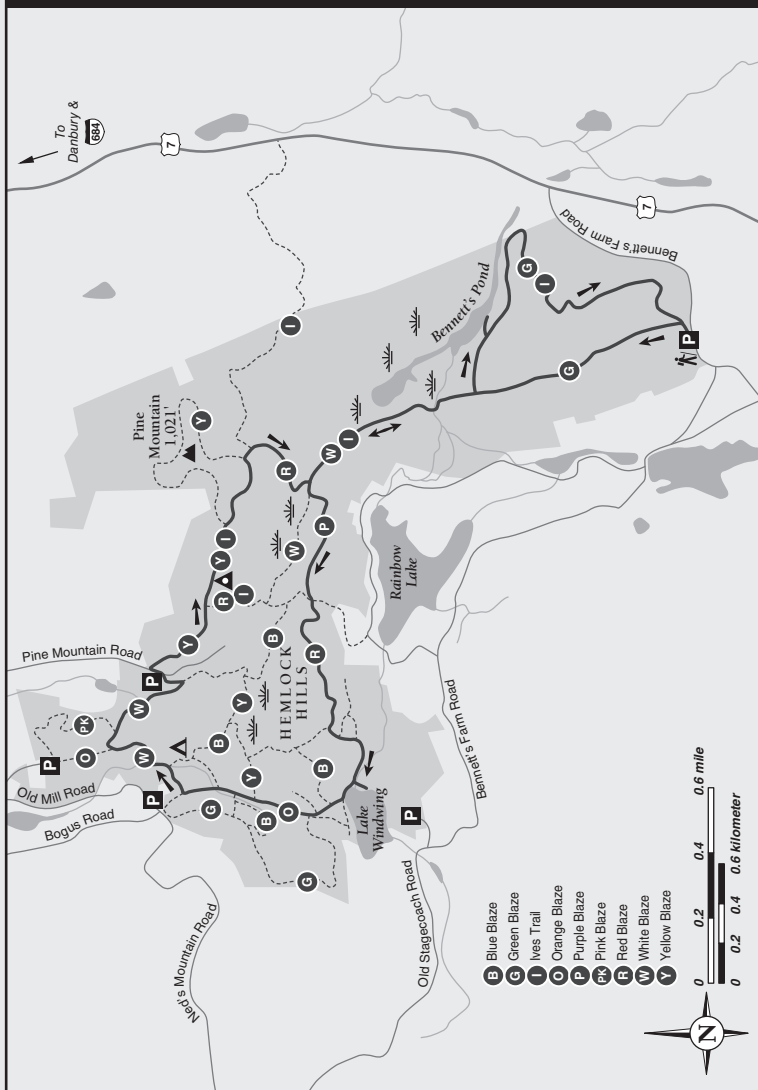 To
Danbury &
684
7
Pine
Mountain
1,021'
Y
I
Bennett's Pond
G
I
Bennett's Farm Road
7
P
G
W
I
R
P
W
Y
I
R
I
Y
Pine Mountain Road
P
W
PK
O
P
W
Old Mill Road
Bogus Road
P
G
B
Y
B
HEMLOCK
HILLS
R
Y
B
B
O
G
Rainbow
Lake
Lake
Windwing
P
Bennett's Farm Road
Old Stagecoach Road
Ned's Mountain Road
B Blue Blaze
G Green Blaze
I Ives Trail
O Orange Blaze
P Purple Blaze
PK Pink Blaze
R Red Blaze
W White Blaze
Y Yellow Blaze
0 0.2 0.4 0.6 mile
0 0.2 0.4 0.6 kilometer
N